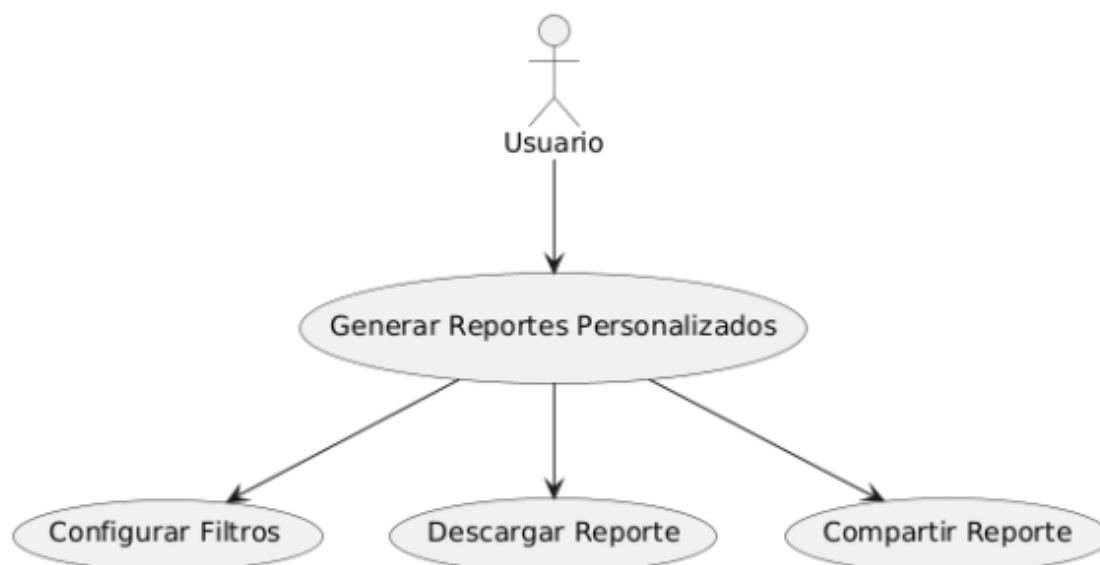 Usuario
Generar Reportes Personalizados
Configurar Filtros
Descargar Reporte
Compartir Reporte